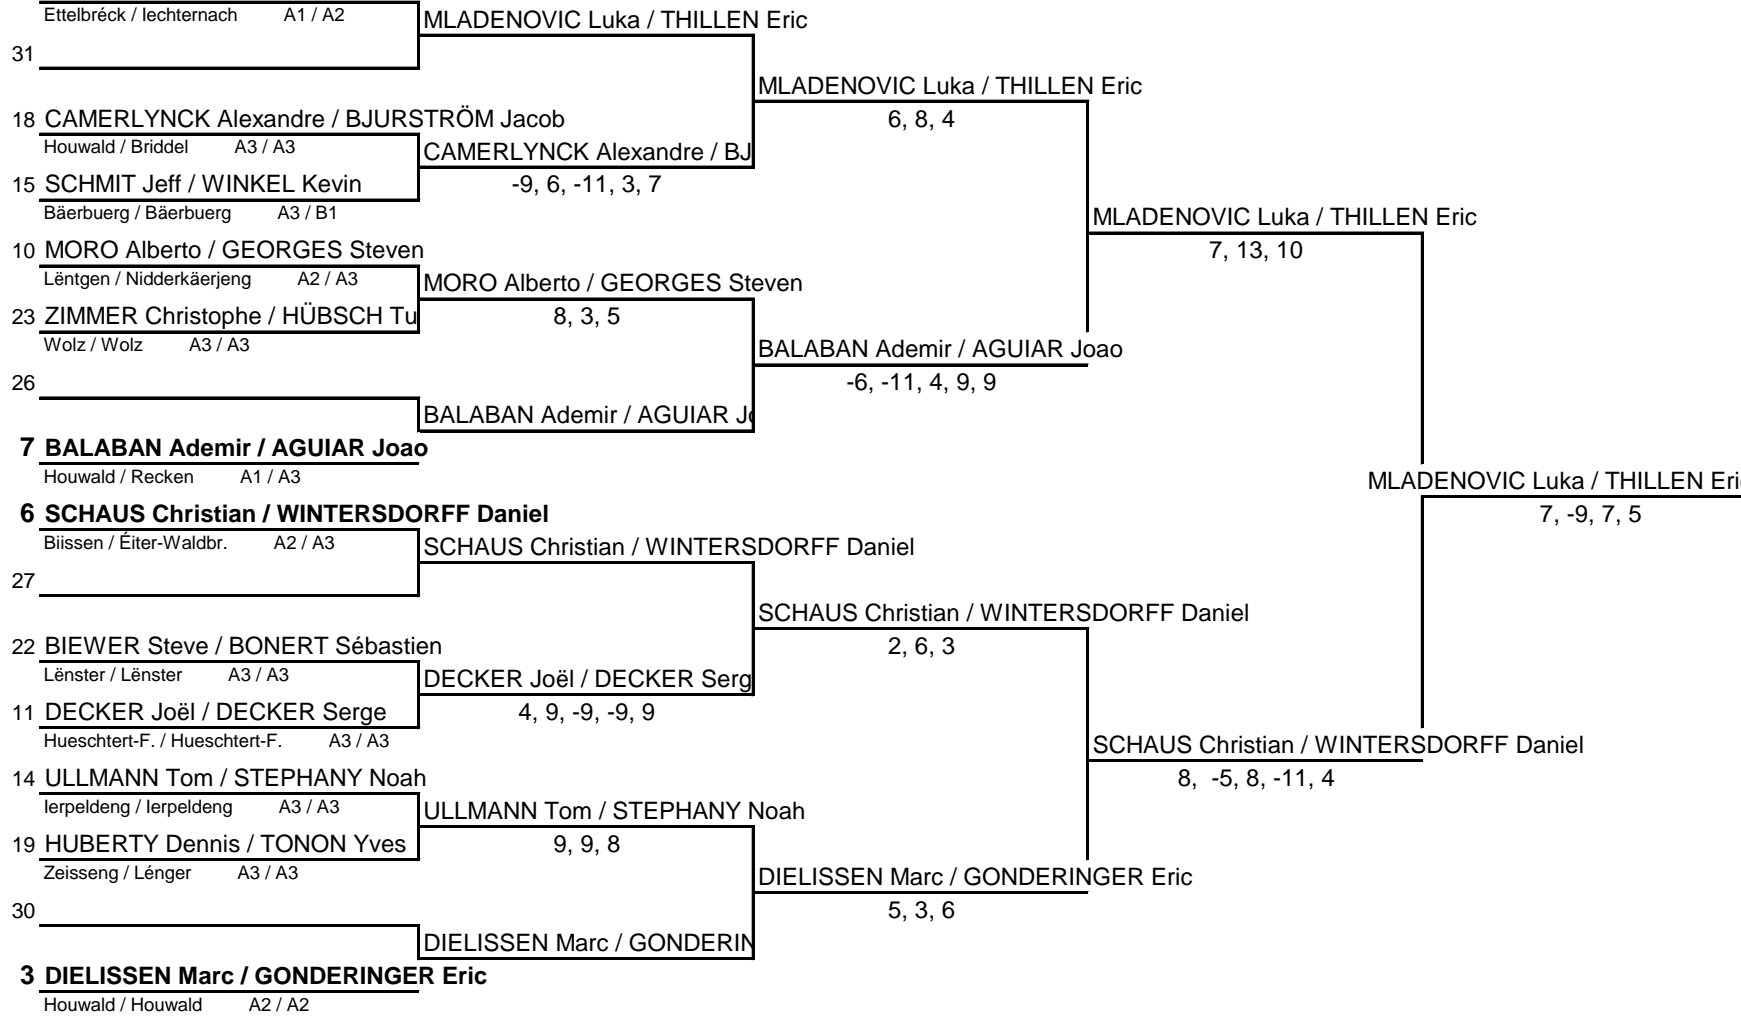 Ettelbréck / Iechternach A1 / A2
MLADENOVIC Luka / THILLEN Eric
31
MLADENOVIC Luka / THILLEN Eric
6, 8, 4
18 CAMERLYNCK Alexandre / BJURSTRÖM Jacob
Houwald / Briddel A3 / A3
CAMERLYNCK Alexandre / BJ
-9, 6, -11, 3, 7
15 SCHMIT Jeff / WINKEL Kevin
Bäerbuerg / Bäerbuerg A3 / B1
MLADENOVIC Luka / THILLEN Eric
7, 13, 10
10 MORO Alberto / GEORGES Steven
Lëntgen / Nidderkäerjeng A2 / A3
MORO Alberto / GEORGES Steven
8, 3, 5
23 ZIMMER Christophe / HÜBSCH Tu
Wolz / Wolz A3 / A3
BALABAN Ademir / AGUIAR Joao
-6, -11, 4, 9, 9
26
BALABAN Ademir / AGUIAR Jo
7 BALABAN Ademir / AGUIAR Joao
Houwald / Recken A1 / A3
MLADENOVIC Luka / THILLEN Eri
7, -9, 7, 5
6 SCHAUS Christian / WINTERSDORFF Daniel
Biissen / Éiter-Waldbr. A2 / A3
SCHAUS Christian / WINTERSDORFF Daniel
27
SCHAUS Christian / WINTERSDORFF Daniel
2, 6, 3
22 BIEWER Steve / BONERT Sébastien
Lënster / Lënster A3 / A3
DECKER Joël / DECKER Serg
4, 9, -9, -9, 9
11 DECKER Joël / DECKER Serge
Hueschtert-F. / Hueschtert-F. A3 / A3
SCHAUS Christian / WINTERSDORFF Daniel
8, -5, 8, -11, 4
14 ULLMANN Tom / STEPHANY Noah
Ierpeldeng / Ierpeldeng A3 / A3
ULLMANN Tom / STEPHANY Noah
9, 9, 8
19 HUBERTY Dennis / TONON Yves
Zeisseng / Lénger A3 / A3
DIELISSEN Marc / GONDERINGER Eric
5, 3, 6
30
DIELISSEN Marc / GONDERIN
3 DIELISSEN Marc / GONDERINGER Eric
Houwald / Houwald A2 / A2